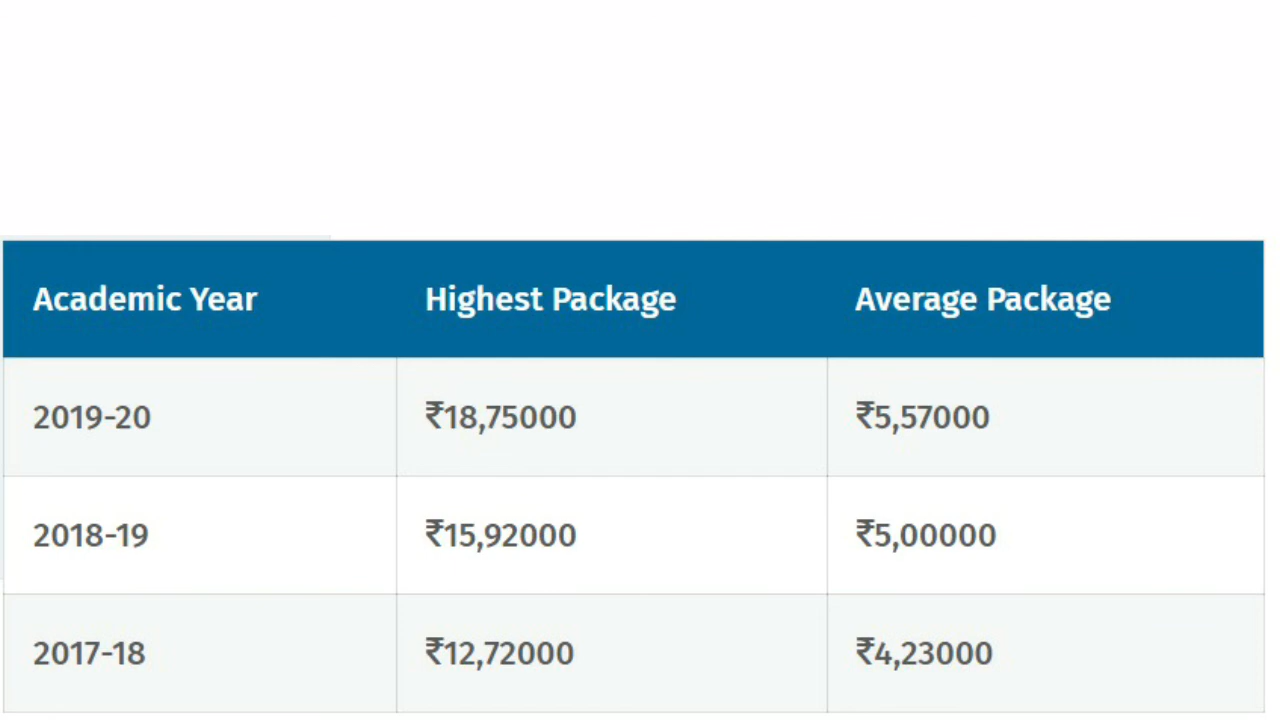 Academic Year Highest Package Average Package
2019-20 ₹18,75000 ₹5,57000
2018-19 ₹15,92000 ₹5,00000
2017-18 ₹12,72000 ₹4,23000